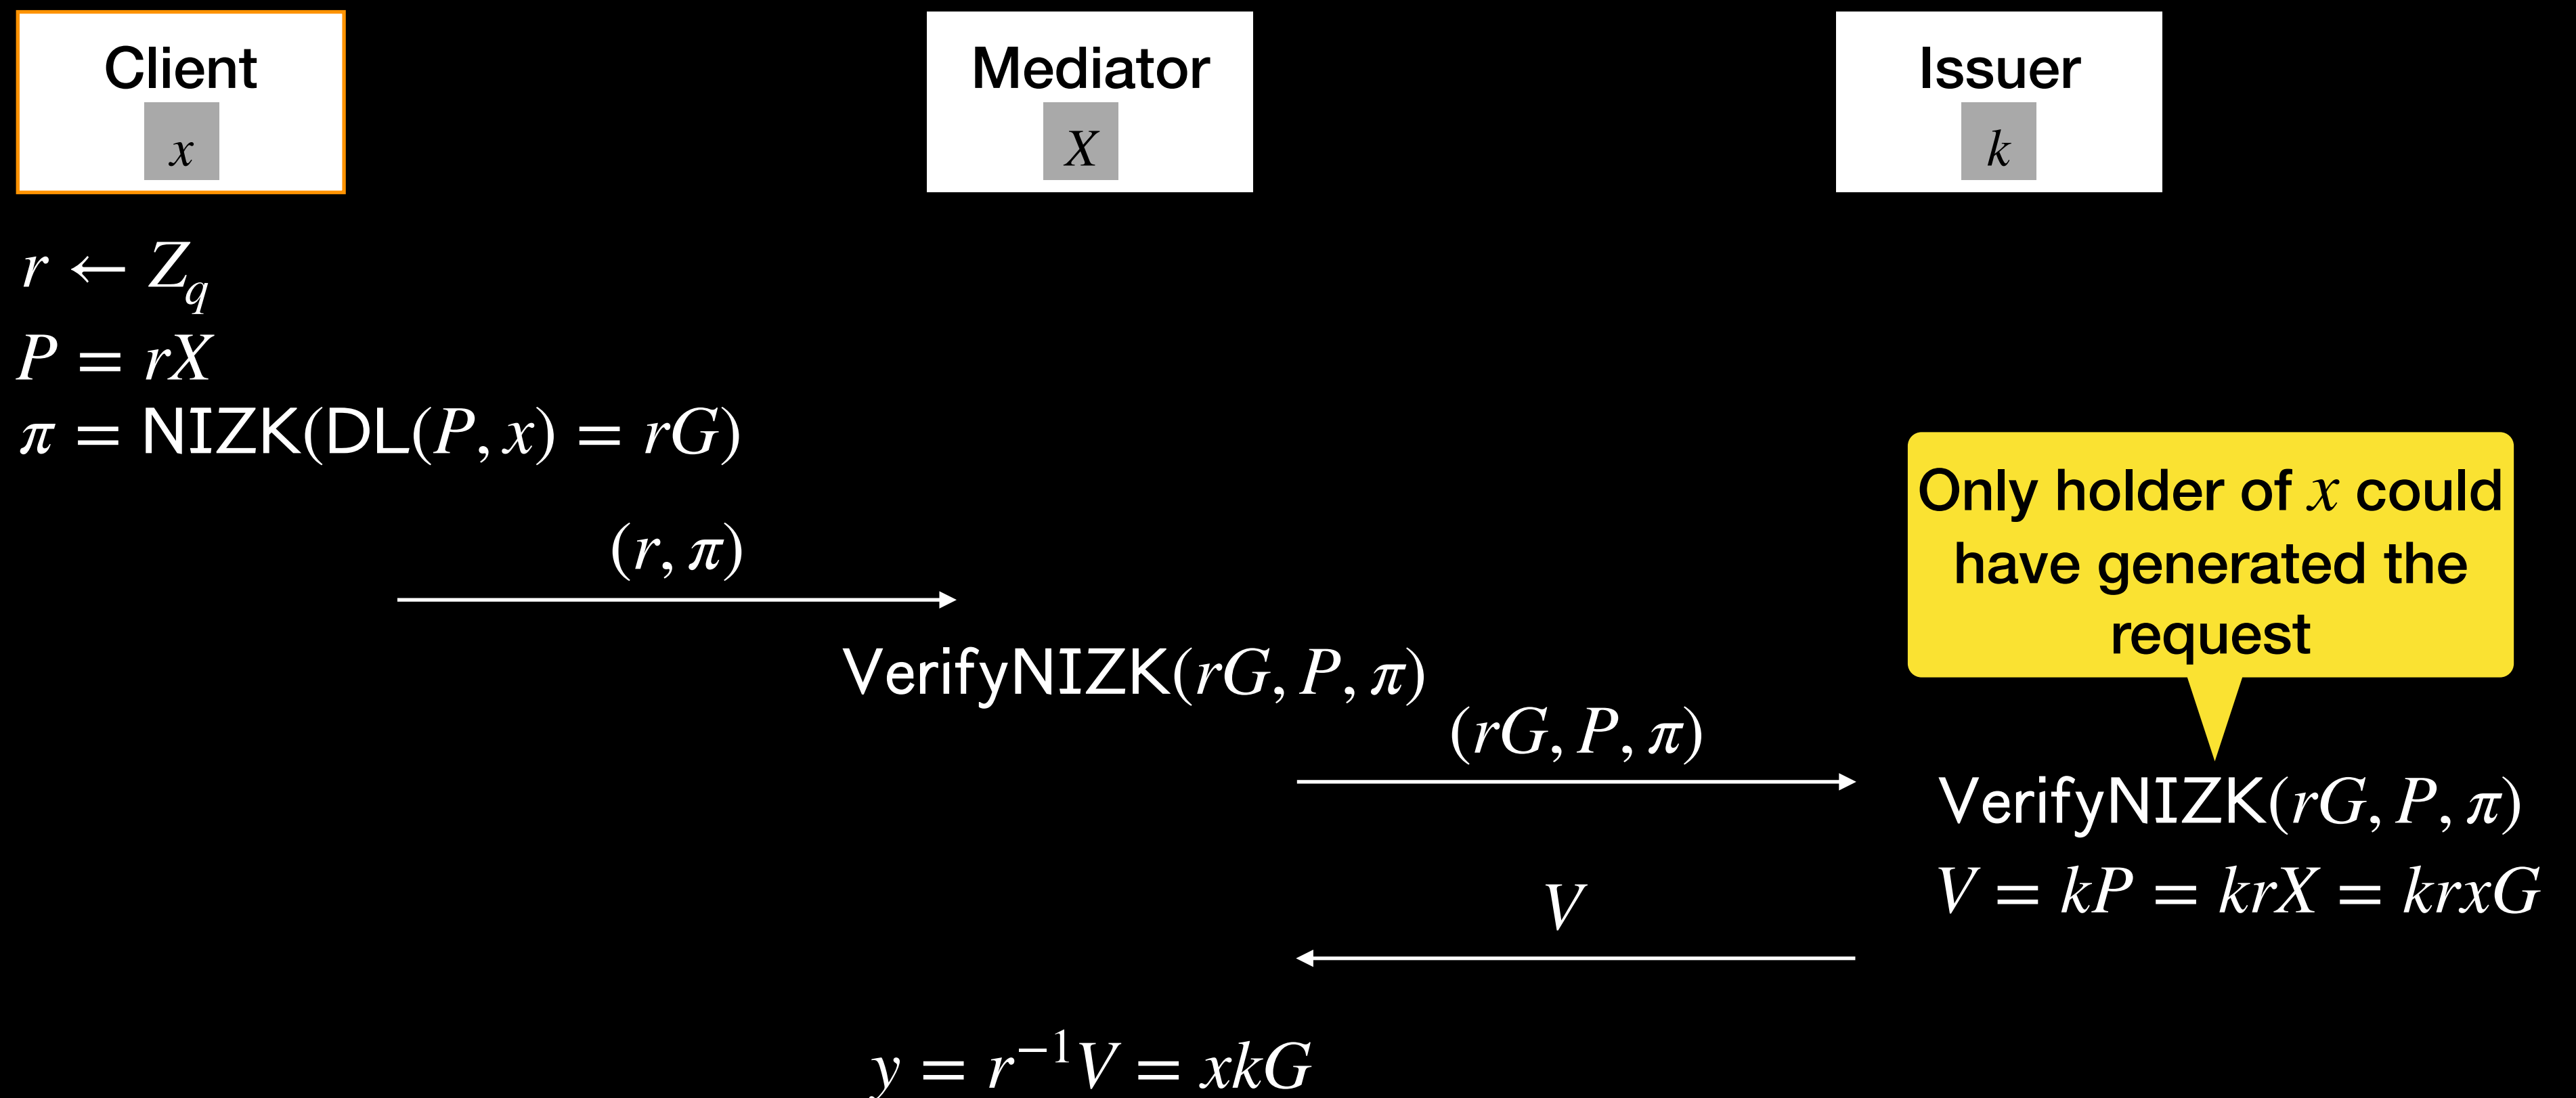 Client
x
Mediator
X
Issuer
k
r ← Z_q
P = rX
π = NIZK(DL(P, x) = rG)
(r, π)
VerifyNIZK(rG, P, π)
(rG, P, π)
Only holder of x could
have generated the
request
VerifyNIZK(rG, P, π)
V = kP = krX = krxG
V
y = r⁻¹V = xkG